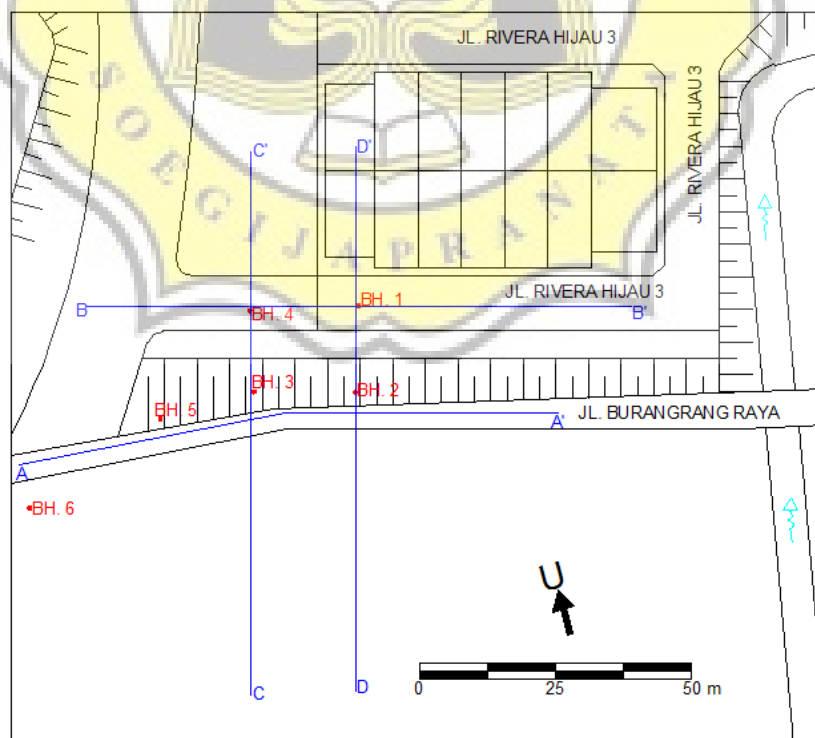 JL. RIVERA HIJAU 3
JL. RIVERA HIJAU 3
SOEGIJAPRANATA
C'
D'
JL. RIVERA HIJAU 3
BH. 1
B
BH. 4
B'
BH. 3
BH. 2
BH. 5
A'
JL. BURANGRANG RAYA
A
BH. 6
U
C
D
0 25 50 m